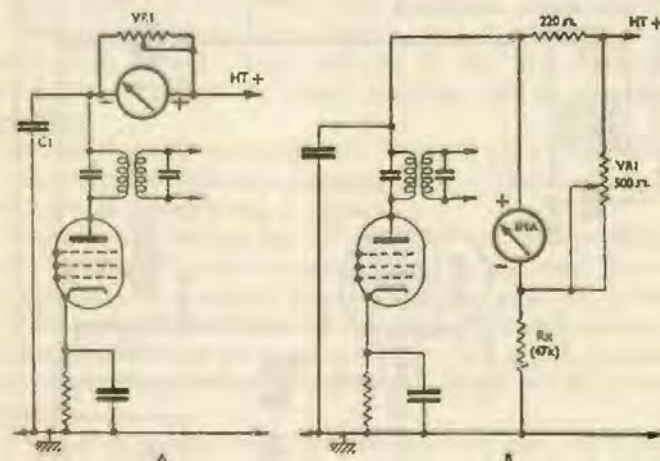 VR1
HT +
C1
A
220 Ω
HT +
VR1
500 Ω
Rx
(47k)
B